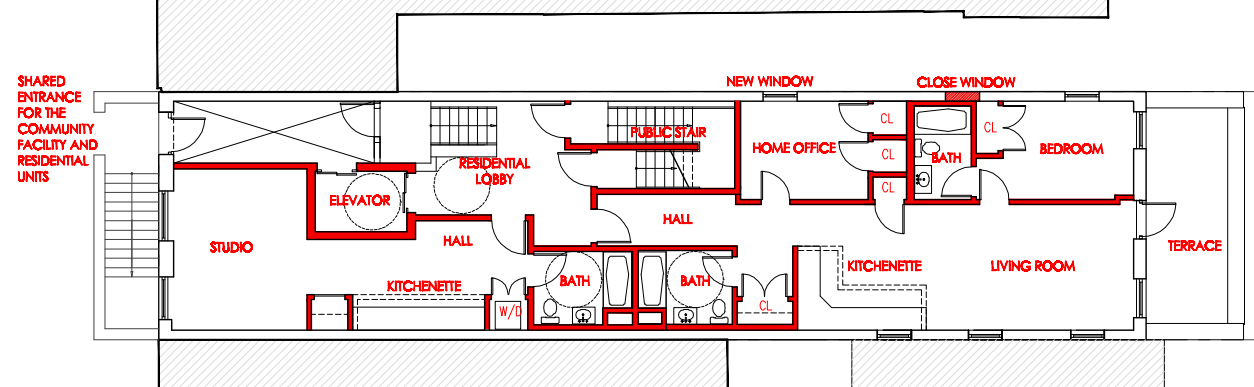 SHARED
ENTRANCE
FOR THE
COMMUNITY
FACILITY AND
RESIDENTIAL
UNITS
NEW WINDOW
CLOSE WINDOW
PUBLIC STAIR
CL
CL
HOME OFFICE
CL
BEDROOM
CL
BATH
RESIDENTIAL
LOBBY
ELEVATOR
HALL
HALL
STUDIO
TERRACE
KITCHENETTE
LIVING ROOM
BATH
BATH
KITCHENETTE
W/D
CL